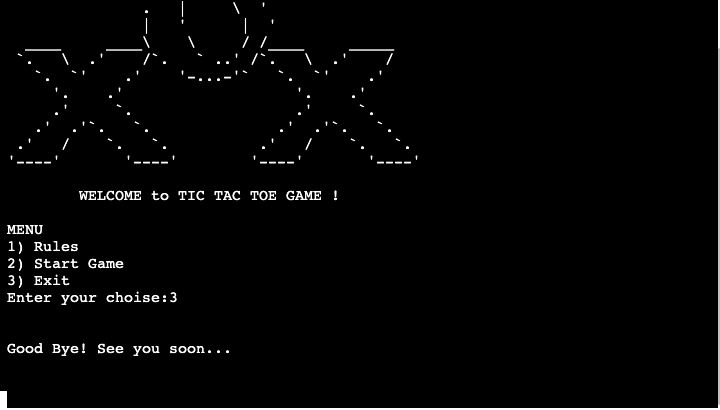 WELCOME to TIC TAC TOE GAME !
MENU
1) Rules
2) Start Game
3) Exit
Enter your choise:3
Good Bye! See you soon...